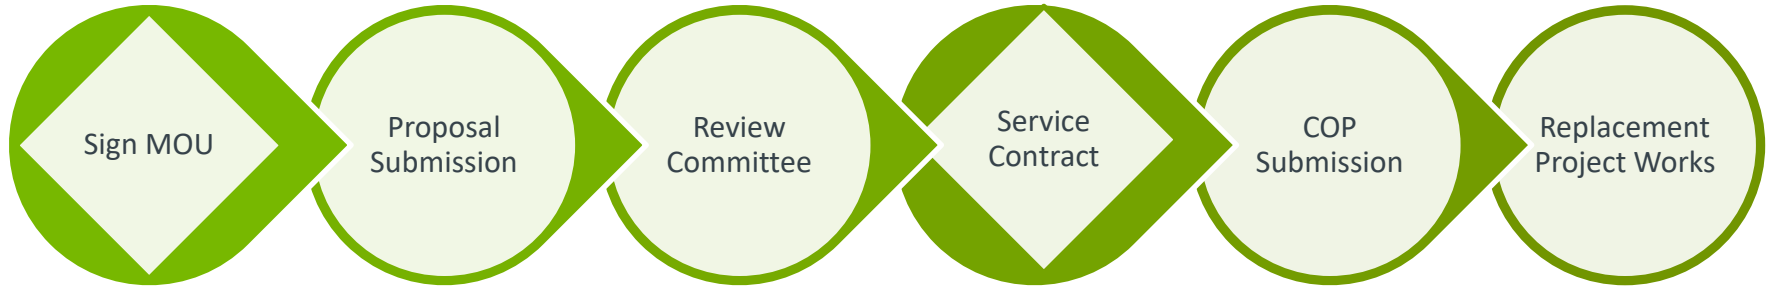 Sign MOU
Proposal
Submission
Review
Committee
Service
Contract
COP
Submission
Replacement
Project Works